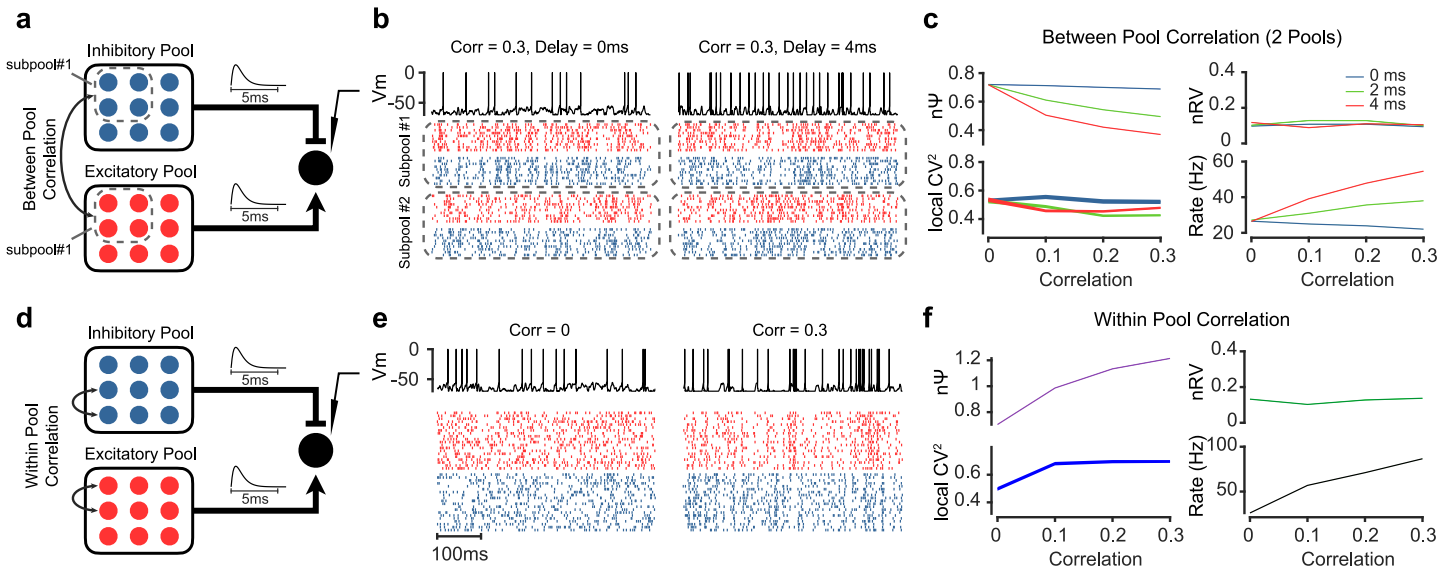 a
Inhibitory Pool
subpool#1
5ms
Between Pool
Correlation
Excitatory Pool
5ms
subpool#1
b
Corr = 0.3, Delay = 0ms
Corr = 0.3, Delay = 4ms
Vm
0
-50
Subpool #1
Subpool #2
c
Between Pool Correlation (2 Pools)
nΨ
0.8
0.6
0.4
nRV
0.4
0.2
0
0 ms
2 ms
4 ms
local CV²
0.6
0.4
0 0.1 0.2 0.3
Correlation
Rate (Hz)
60
40
20
0 0.1 0.2 0.3
Correlation
d
Inhibitory Pool
5ms
Within Pool
Correlation
Excitatory Pool
5ms
e
Corr = 0
Corr = 0.3
Vm
0
-50
100ms
f
Within Pool Correlation
nΨ
1.2
1
0.8
nRV
0.4
0.2
0
local CV²
0.6
0.4
0 0.1 0.2 0.3
Correlation
Rate (Hz)
100
50
0 0.1 0.2 0.3
Correlation